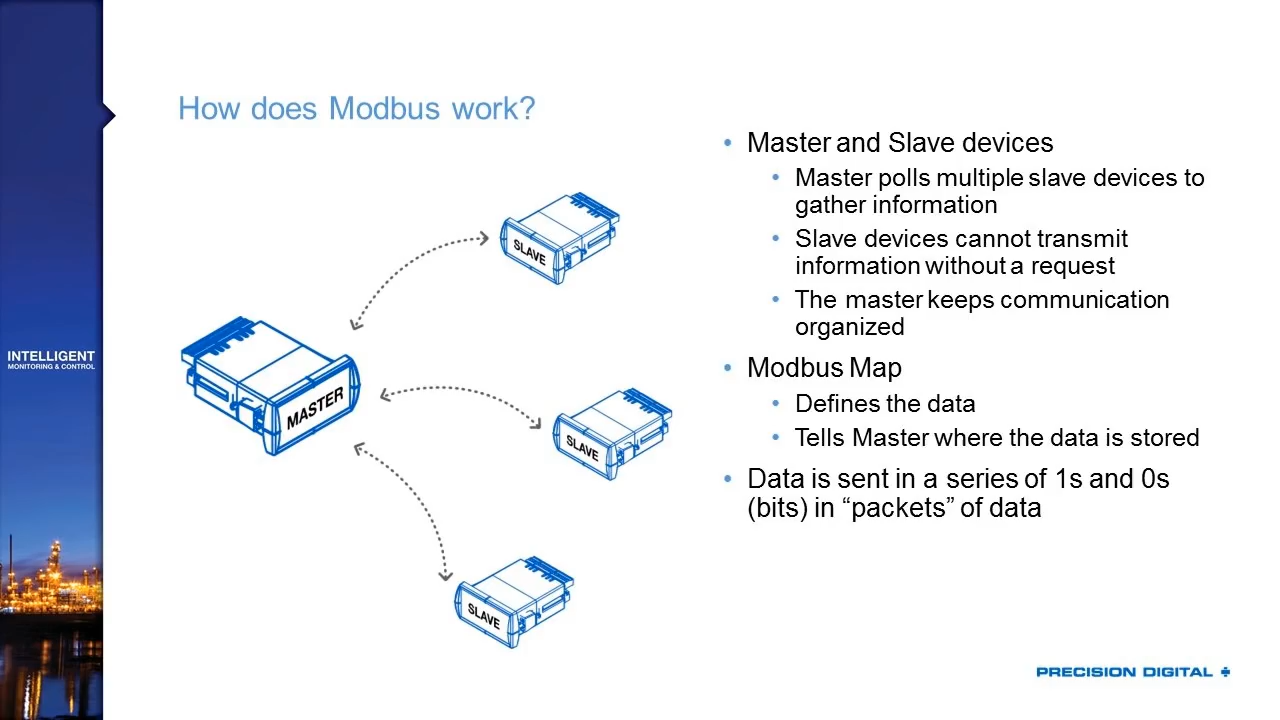 How does Modbus work?
INTELLIGENT
MONITORING & CONTROL
MASTER
SLAVE
SLAVE
SLAVE
• Master and Slave devices
• Master polls multiple slave devices to
gather information
• Slave devices cannot transmit
information without a request
• The master keeps communication
organized
• Modbus Map
• Defines the data
• Tells Master where the data is stored
• Data is sent in a series of 1s and 0s
(bits) in “packets” of data
PRECISION DIGITAL